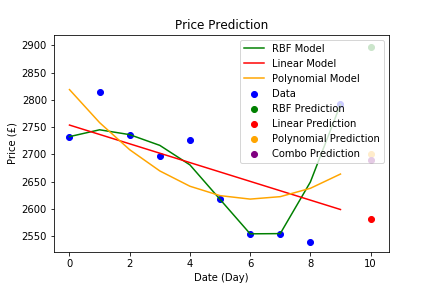 Price Prediction
Price (£)
2900
2850
2800
2750
2700
2650
2600
2550
RBF Model
Linear Model
Polynomial Model
Data
RBF Prediction
Linear Prediction
Polynomial Prediction
Combo Prediction
0
2
4
6
8
10
Date (Day)